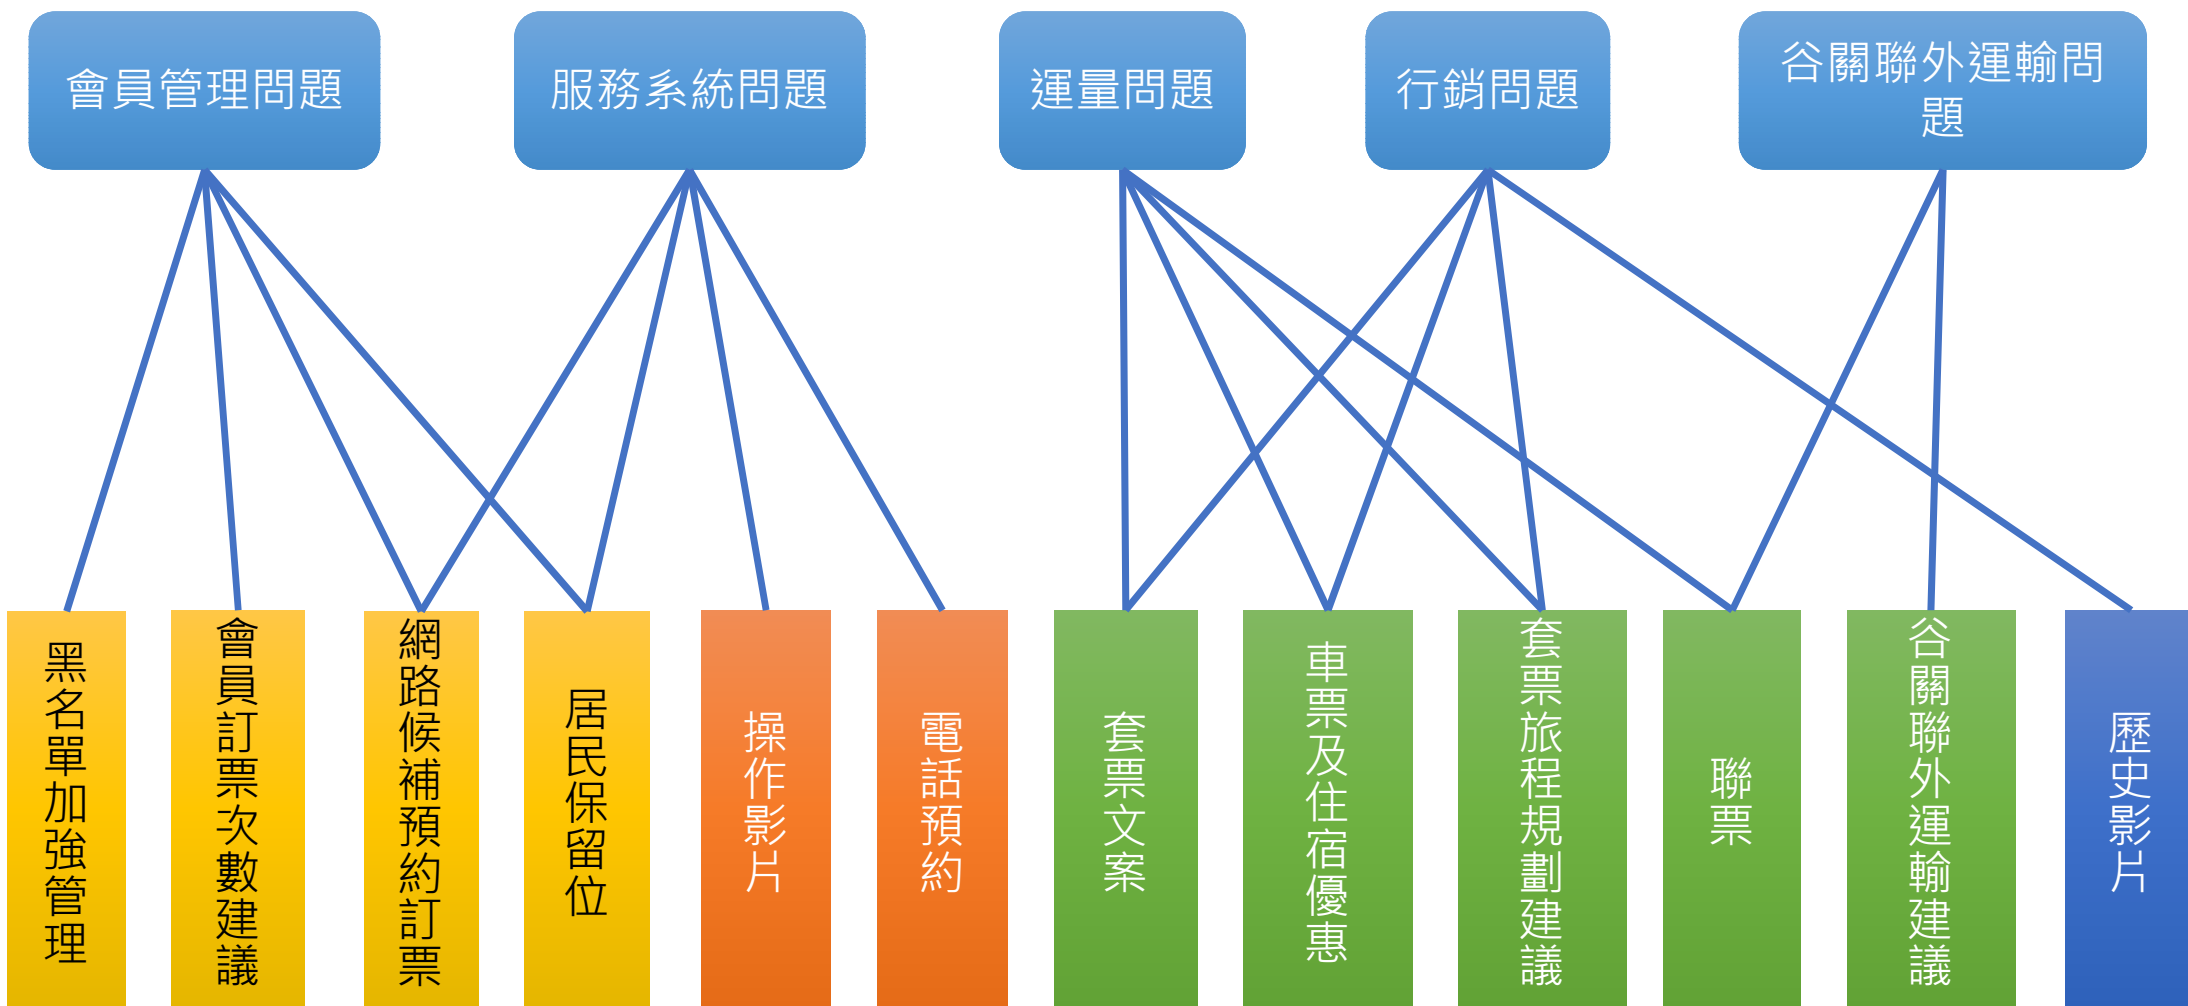 會員管理問題
服務系統問題
運量問題
行銷問題
谷關聯外運輸問
題
黑名單加強管理
會員訂票次數建議
網路候補預約訂票
居民保留位
操作影片
電話預約
套票文案
車票及住宿優惠
套票旅程規劃建議
聯票
谷關聯外運輸建議
歷史影片